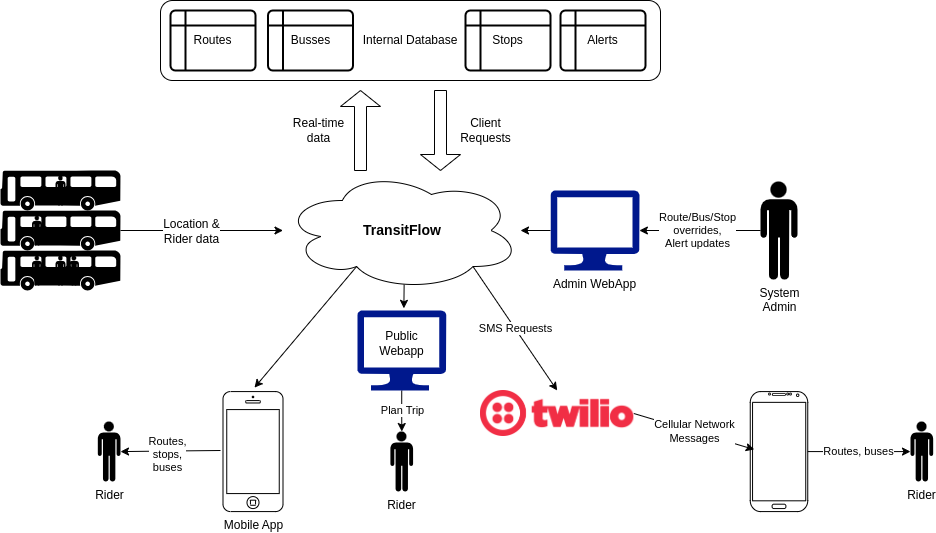 Routes
Busses
Internal Database
Stops
Alerts
Real-time
data
Client
Requests
Location &
Rider data
TransitFlow
Route/Bus/Stop
overrides,
Alert updates
Admin WebApp
System
Admin
Public
Webapp
SMS Requests
Plan Trip
twilio
Cellular Network
Messages
Routes,
stops,
buses
Routes, buses
Rider
Mobile App
Rider
Rider